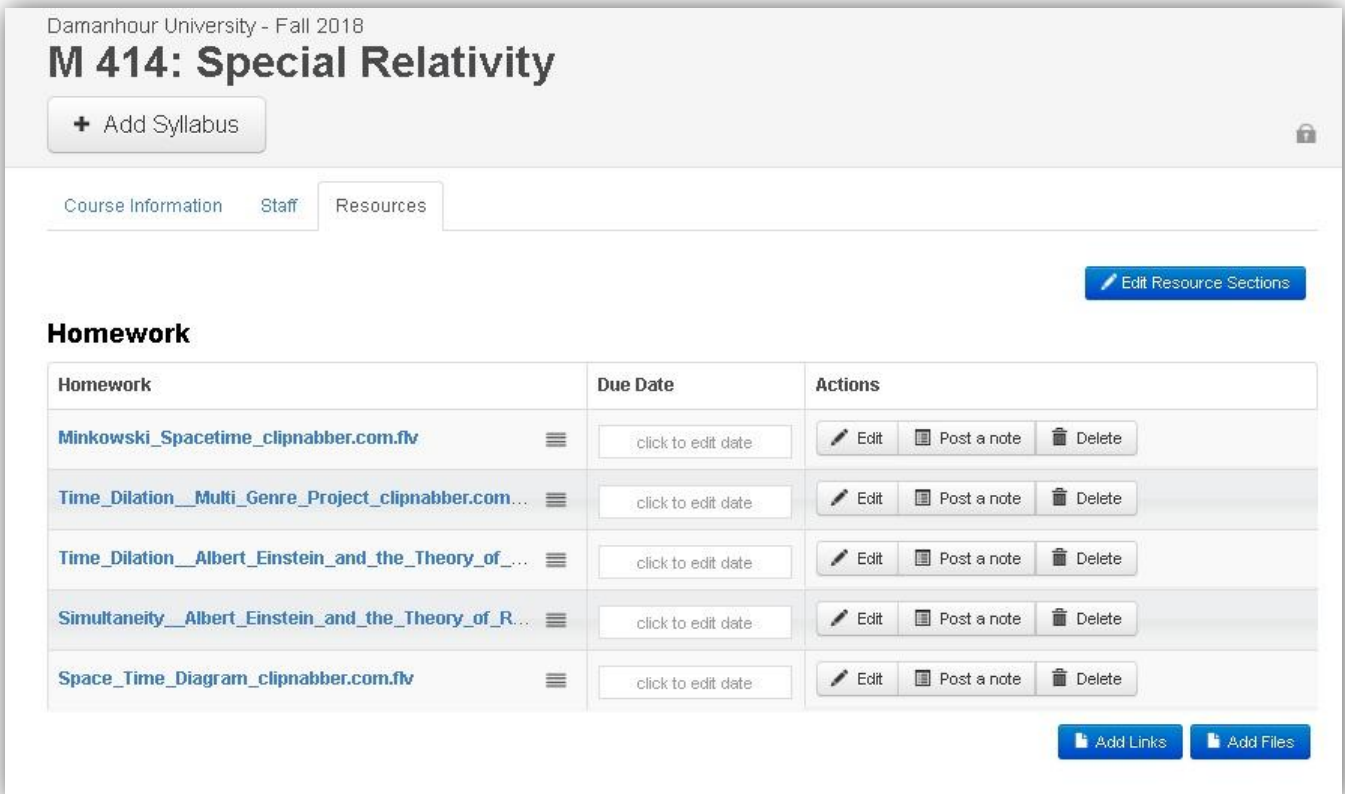 Damanhour University - Fall 2018
M 414: Special Relativity
Add Syllabus
Course Information Staff Resources
Edit Resource Sections
Homework
Homework Due Date Actions
Minkowski_Spacetime_clipnabber.com.flv click to edit date Edit Post a note Delete
Time_Dilation__Multi_Genre_Project_clipnabber.com... click to edit date Edit Post a note Delete
Time_Dilation__Albert_Einstein_and_the_Theory_of_... click to edit date Edit Post a note Delete
Simultaneity__Albert_Einstein_and_the_Theory_of_R... click to edit date Edit Post a note Delete
Space_Time_Diagram_clipnabber.com.flv click to edit date Edit Post a note Delete
Add Links Add Files